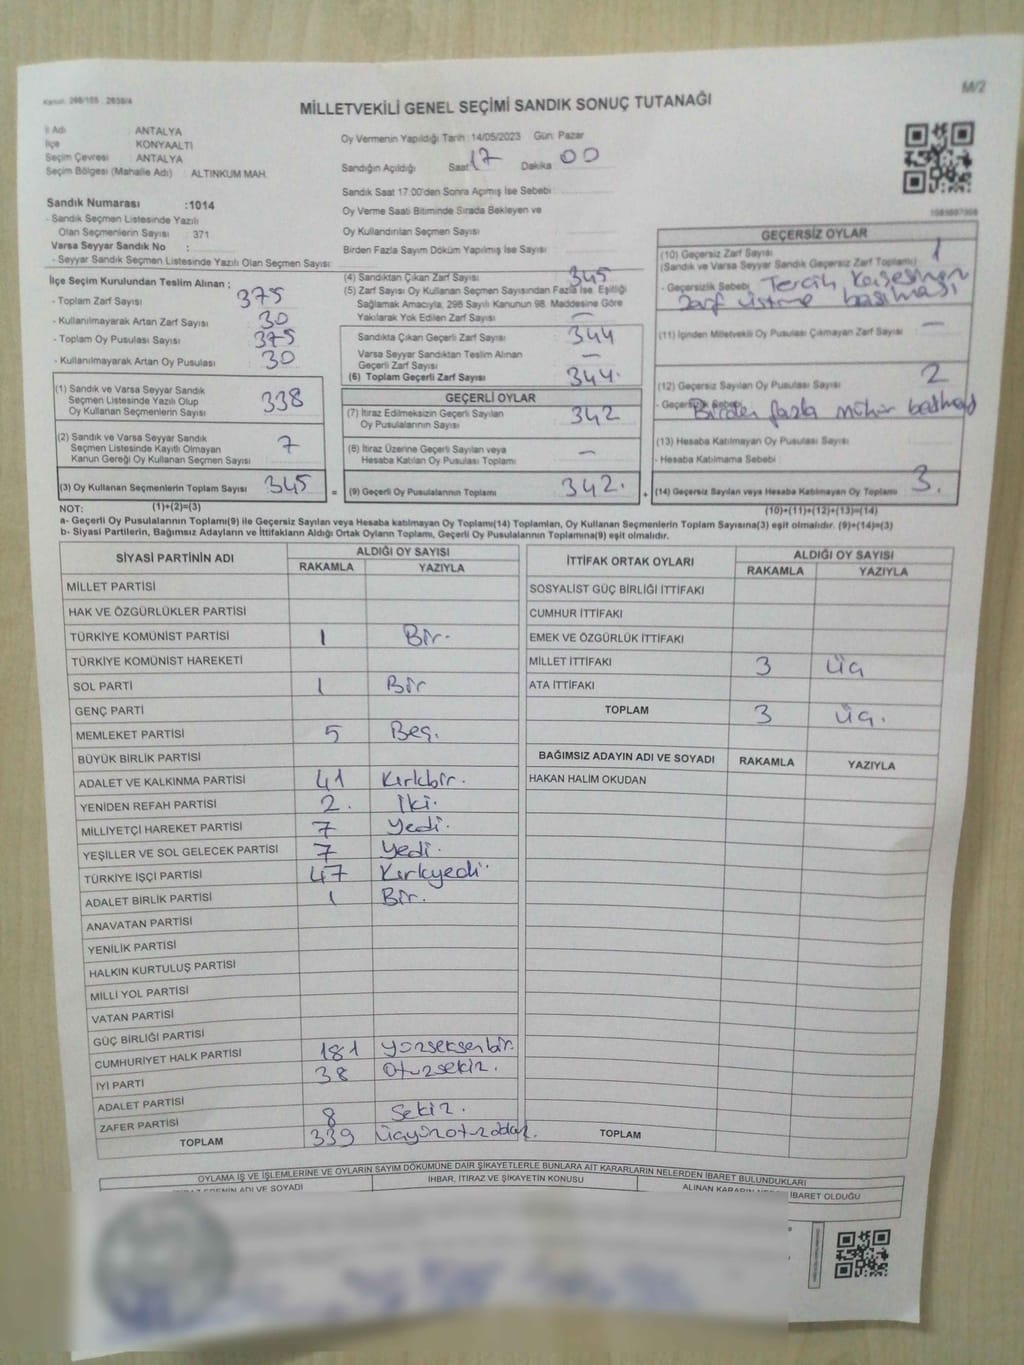 Kanun: 298/105 2839/4
M/2
MİLLETVEKİLİ GENEL SEÇİMİ SANDIK SONUÇ TUTANAĞI
İl Adı ANTALYA
İlçe KONYAALTI
Seçim Çevresi ANTALYA
Seçim Bölgesi (Mahalle Adı) ALTINKUM MAH.
Oy Vermenin Yapıldığı Tarih :14/05/2023 Gün: Pazar
Sandığın Açıldığı Saat 17 Dakika 00
Sandık Saat 17:00'den Sonra Açımış İse Sebebi
Oy Verme Saati Bitiminde Sırada Bekleyen ve
Oy Kullandırılan Seçmen Sayısı
Birden Fazla Sayım Döküm Yapılmış İse Sayısı
Sandık Numarası :1014
- Sandık Seçmen Listesinde Yazılı
Olan Seçmenlerin Sayısı : 371
Varsa Seyyar Sandık No :
- Seyyar Sandık Seçmen Listesinde Yazılı Olan Seçmen Sayısı:
İlçe Seçim Kurulundan Teslim Alınan ;
- Toplam Zarf Sayısı 375
- Kullanılmayarak Artan Zarf Sayısı 30
- Toplam Oy Pusulası Sayısı 375
- Kullanılmayarak Artan Oy Pusulası 30
(1) Sandık ve Varsa Seyyar Sandık
Seçmen Listesinde Yazılı Olup
Oy Kullanan Seçmenlerin Sayısı 338
(2) Sandık ve Varsa Seyyar Sandık
Seçmen Listesinde Kayıtlı Olmayan
Kanun Gereği Oy Kullanan Seçmen Sayısı 7
(3) Oy Kullanan Seçmenlerin Toplam Sayısı 345
(4) Sandıktan Çıkan Zarf Sayısı 345
(5) Zarf Sayısı Oy Kullanan Seçmen Sayısından Fazla İse, Eşitliği
Sağlamak Amacıyla, 298 Sayılı Kanunun 98. Maddesine Göre
Yakılarak Yok Edilen Zarf Sayısı —
Sandıkta Çıkan Geçerli Zarf Sayısı 344
Varsa Seyyar Sandıktan Teslim Alınan
Geçerli Zarf Sayısı —
(6) Toplam Geçerli Zarf Sayısı 344.
GEÇERLİ OYLAR
(7) İtiraz Edilmeksizin Geçerli Sayılan
Oy Pusulalarının Sayısı 342
(8) İtiraz Üzerine Geçerli Sayılan veya
Hesaba Katılan Oy Pusulası Toplamı —
= (9) Geçerli Oy Pusulalarının Toplamı 342.
GEÇERSİZ OYLAR
(10) Geçersiz Zarf Sayısı 1
(Sandık ve Varsa Seyyar Sandık Geçersiz Zarf Toplamı)
- Geçersizlik Sebebi : Tercih Kaşesinin
zarf üstüne basılması
(11) İçinden Milletvekili Oy Pusulası Çıkmayan Zarf Sayısı —
(12) Geçersiz Sayılan Oy Pusulası Sayısı 2
- Geçersizlik Sebebi Birden fazla mühür
(13) Hesaba Katılmayan Oy Pusulası Sayısı
- Hesaba Katılmama Sebebi
+ (14) Geçersiz Sayılan veya Hesaba Katılmayan Oy Toplamı 3.
NOT: (1)+(2)=(3) (10)+(11)+(12)+(13)=(14)
a- Geçerli Oy Pusulalarının Toplamı(9) ile Geçersiz Sayılan veya Hesaba katılmayan Oy Toplamı(14) Toplamları, Oy Kullanan Seçmenlerin Toplam Sayısına(3) eşit olmalıdır. (9)+(14)=(3)
b- Siyasi Partilerin, Bağımsız Adayların ve İttifakların Aldığı Ortak Oyların Toplamı, Geçerli Oy Pusulalarının Toplamına(9) eşit olmalıdır.
SİYASİ PARTİNİN ADI ALDIĞI OY SAYISI
RAKAMLA YAZIYLA
MİLLET PARTİSİ
HAK VE ÖZGÜRLÜKLER PARTİSİ
TÜRKİYE KOMÜNİST PARTİSİ 1 Bir.
TÜRKİYE KOMÜNİST HAREKETİ
SOL PARTİ 1 Bir
GENÇ PARTİ
MEMLEKET PARTİSİ 5 Beş.
BÜYÜK BİRLİK PARTİSİ
ADALET VE KALKINMA PARTİSİ 41 Kırkbir.
YENİDEN REFAH PARTİSİ 2. İki.
MİLLİYETÇİ HAREKET PARTİSİ 7 Yedi.
YEŞİLLER VE SOL GELECEK PARTİSİ 7 Yedi.
TÜRKİYE İŞÇİ PARTİSİ 47 Kırkyedi.
ADALET BİRLİK PARTİSİ 1 Bir.
ANAVATAN PARTİSİ
YENİLİK PARTİSİ
HALKIN KURTULUŞ PARTİSİ
MİLLİ YOL PARTİSİ
VATAN PARTİSİ
GÜÇ BİRLİĞİ PARTİSİ
CUMHURİYET HALK PARTİSİ 181 Yüzseksenbir.
İYİ PARTİ 38 Otuzsekiz.
ADALET PARTİSİ
ZAFER PARTİSİ 8 Sekiz.
TOPLAM 339 üçyüzotuzdokuz.
İTTİFAK ORTAK OYLARI ALDIĞI OY SAYISI
RAKAMLA YAZIYLA
SOSYALİST GÜÇ BİRLİĞİ İTTİFAKI
CUMHUR İTTİFAKI
EMEK VE ÖZGÜRLÜK İTTİFAKI
MİLLET İTTİFAKI 3 üç
ATA İTTİFAKI
TOPLAM 3 üç.
BAĞIMSIZ ADAYIN ADI VE SOYADI RAKAMLA YAZIYLA
HAKAN HALİM OKUDAN
TOPLAM
OYLAMA İŞ VE İŞLEMLERİNE VE OYLARIN SAYIM DÖKÜMÜNE DAİR ŞİKAYETLERLE BUNLARA AİT KARARLARIN NELERDEN İBARET BULUNDUKLARI
ADI VE SOYADI İHBAR, İTİRAZ VE ŞİKAYETİN KONUSU ALINAN KARARIN İBARET OLDUĞU